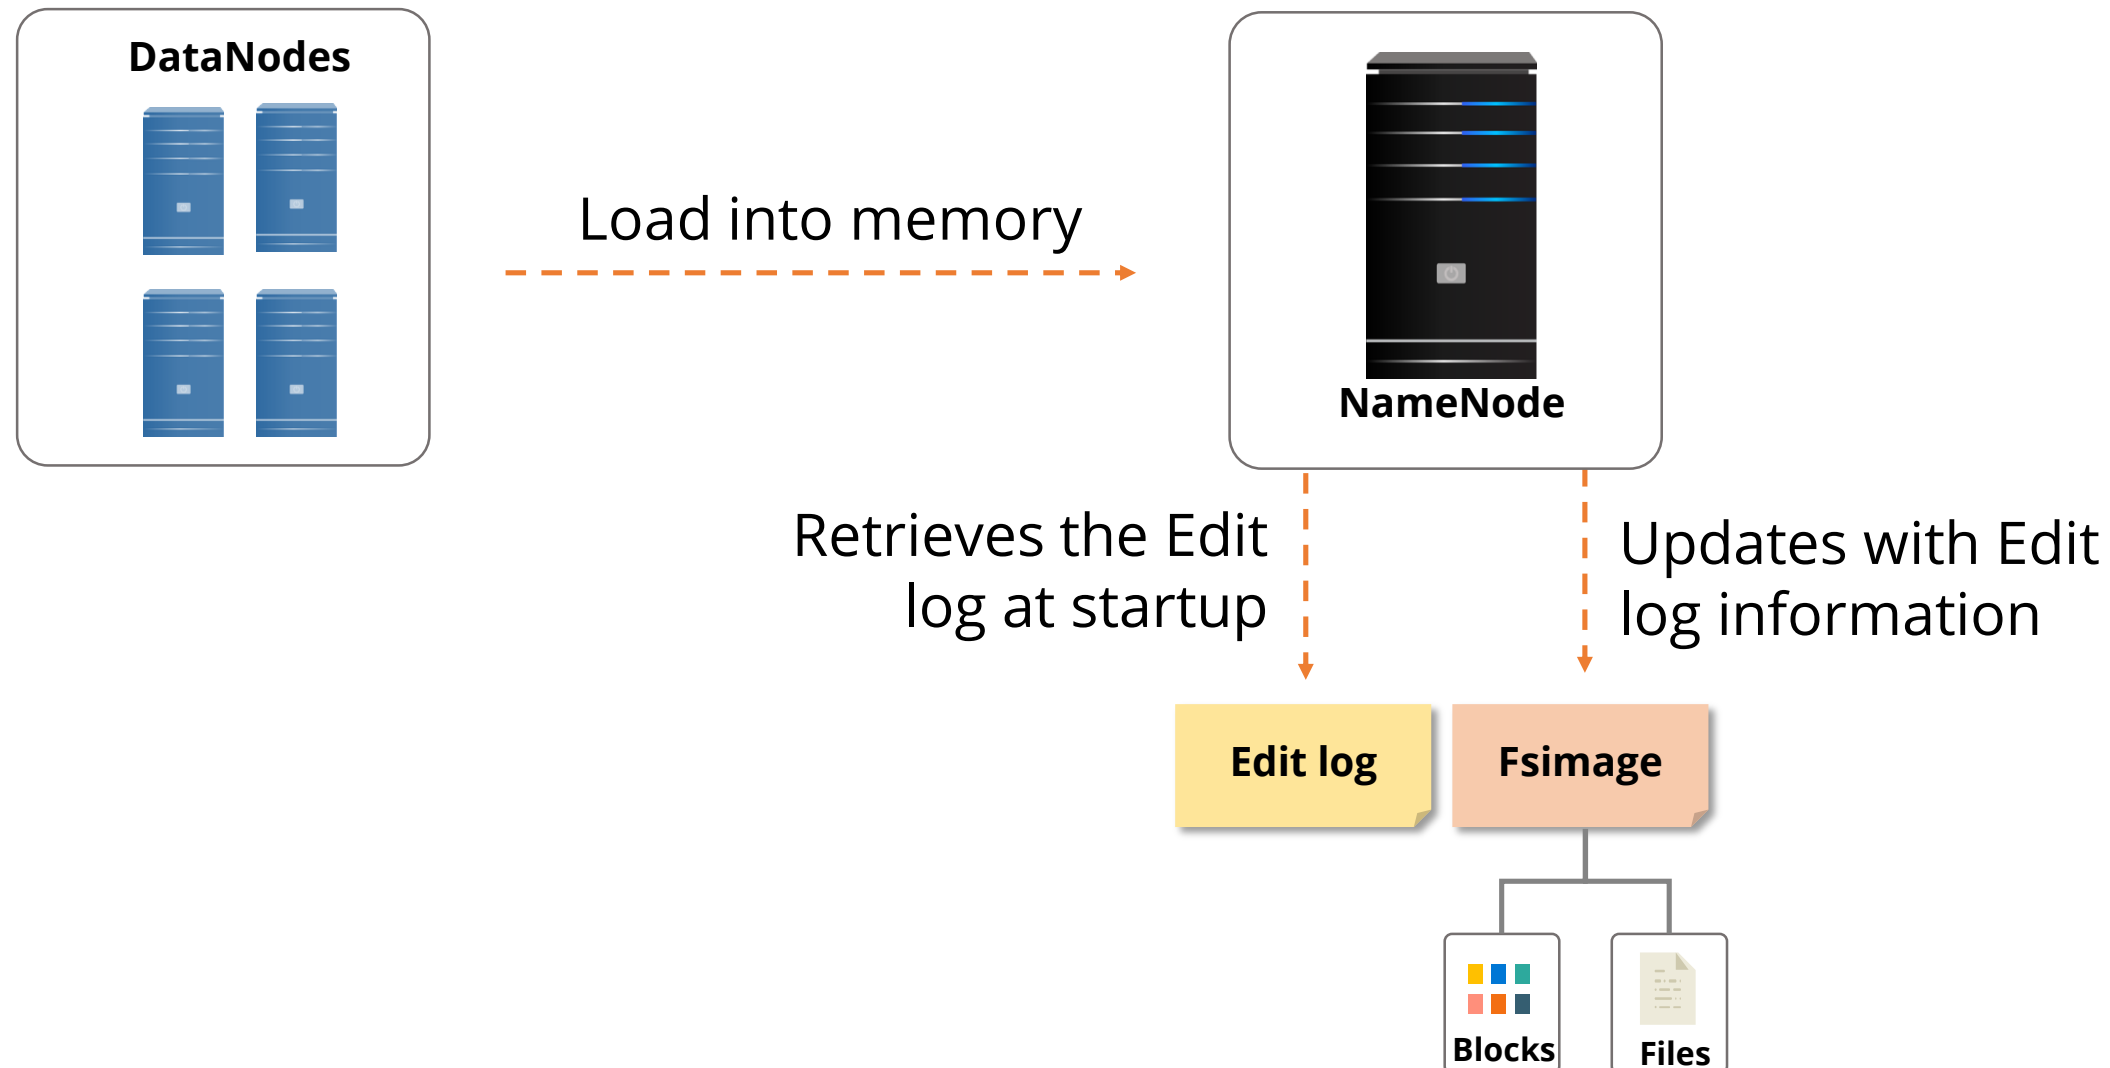 DataNodes
Load into memory
NameNode
Retrieves the Edit
log at startup
Updates with Edit
log information
Edit log
Fsimage
Blocks
Files